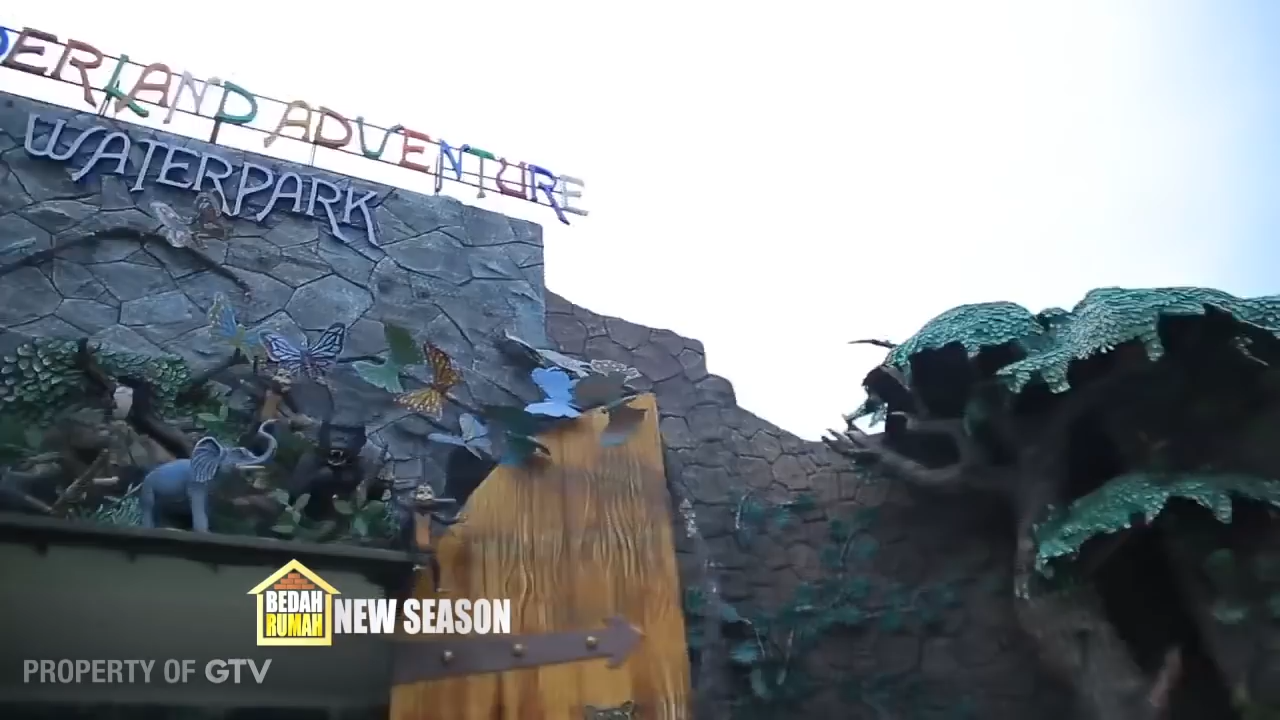 ERLAND ADVENTURE
WATERPARK
BEDAH
RUMAH
NEW SEASON
PROPERTY OF GTV